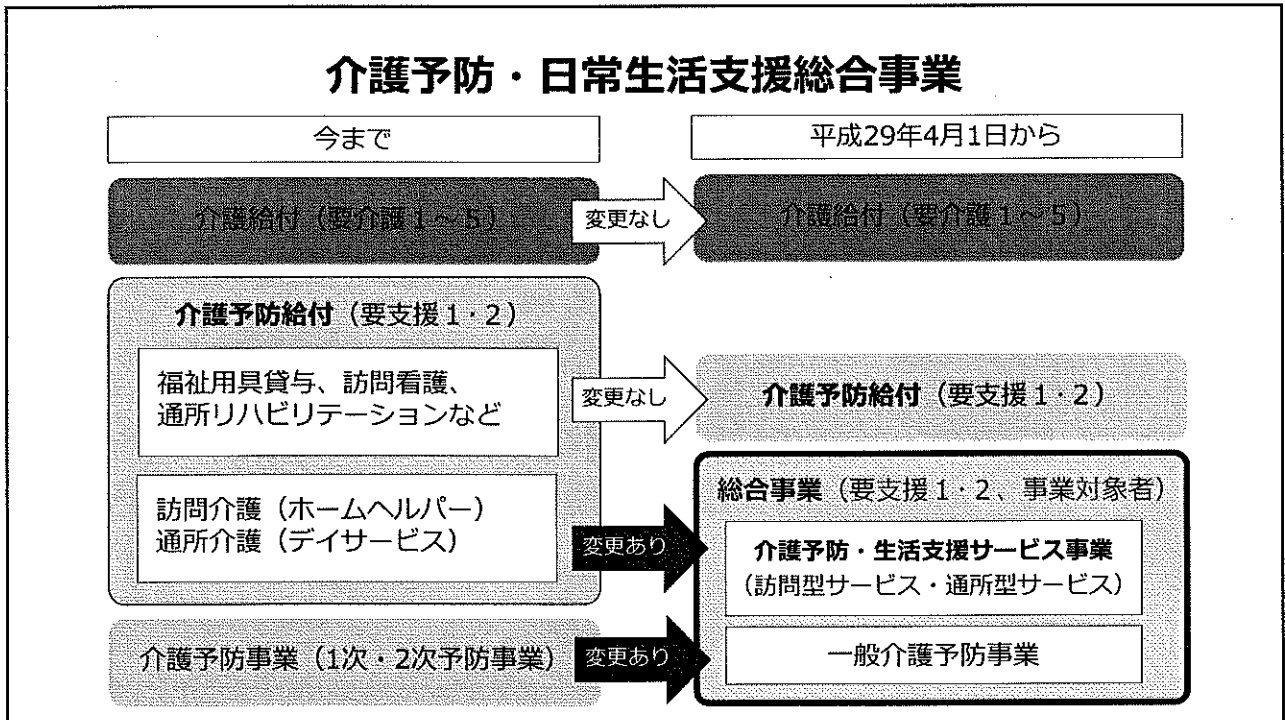 介護予防・日常生活支援総合事業
今まで
平成29年4月1日から
介護給付（要介護1～5）
変更なし
介護給付（要介護1～5）
介護予防給付（要支援1・2）
福祉用具貸与、訪問看護、
通所リハビリテーションなど
変更なし
介護予防給付（要支援1・2）
訪問介護（ホームヘルパー）
通所介護（デイサービス）
変更あり
総合事業（要支援1・2、事業対象者）
介護予防・生活支援サービス事業
（訪問型サービス・通所型サービス）
介護予防事業（1次・2次予防事業）
変更あり
一般介護予防事業